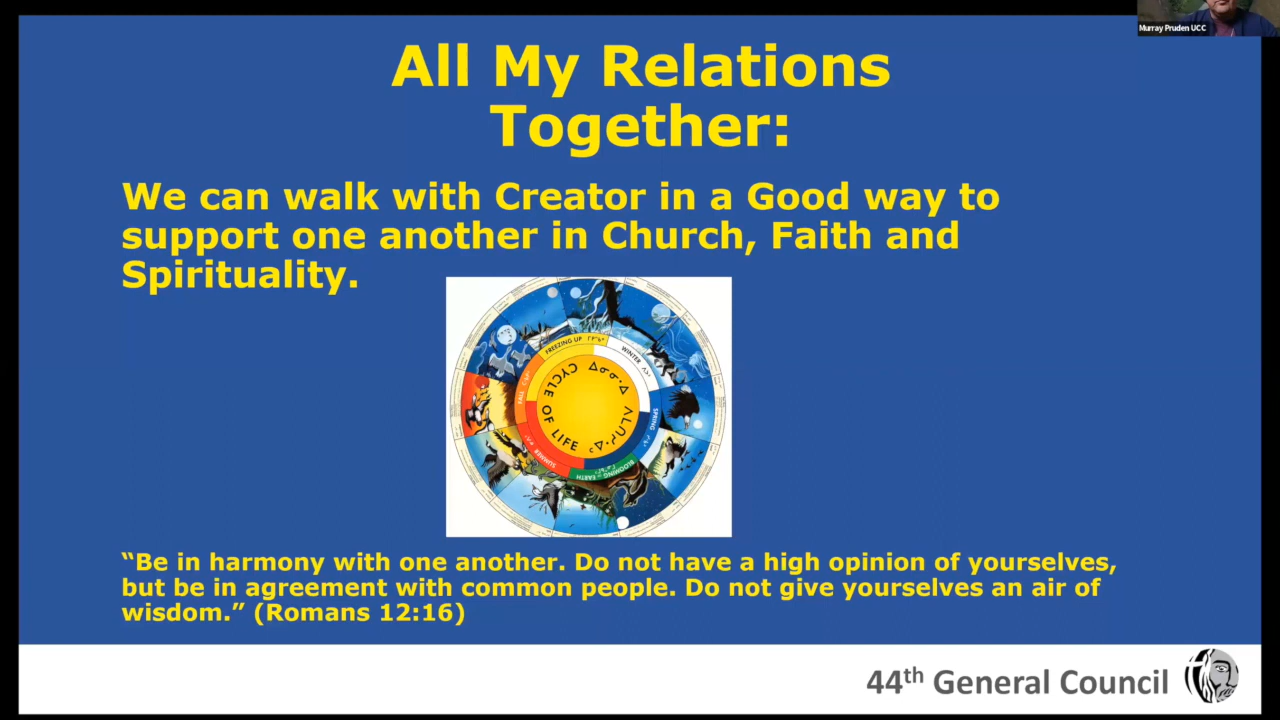 Murray Pruden UCC
All My Relations
Together:
We can walk with Creator in a Good way to
support one another in Church, Faith and
Spirituality.
FREEZING UP
WINTER
FALL
SPRING
CYCLE OF LIFE
SUMMER
BLOOMING OF EARTH
“Be in harmony with one another. Do not have a high opinion of yourselves,
but be in agreement with common people. Do not give yourselves an air of
wisdom.” (Romans 12:16)
44th General Council